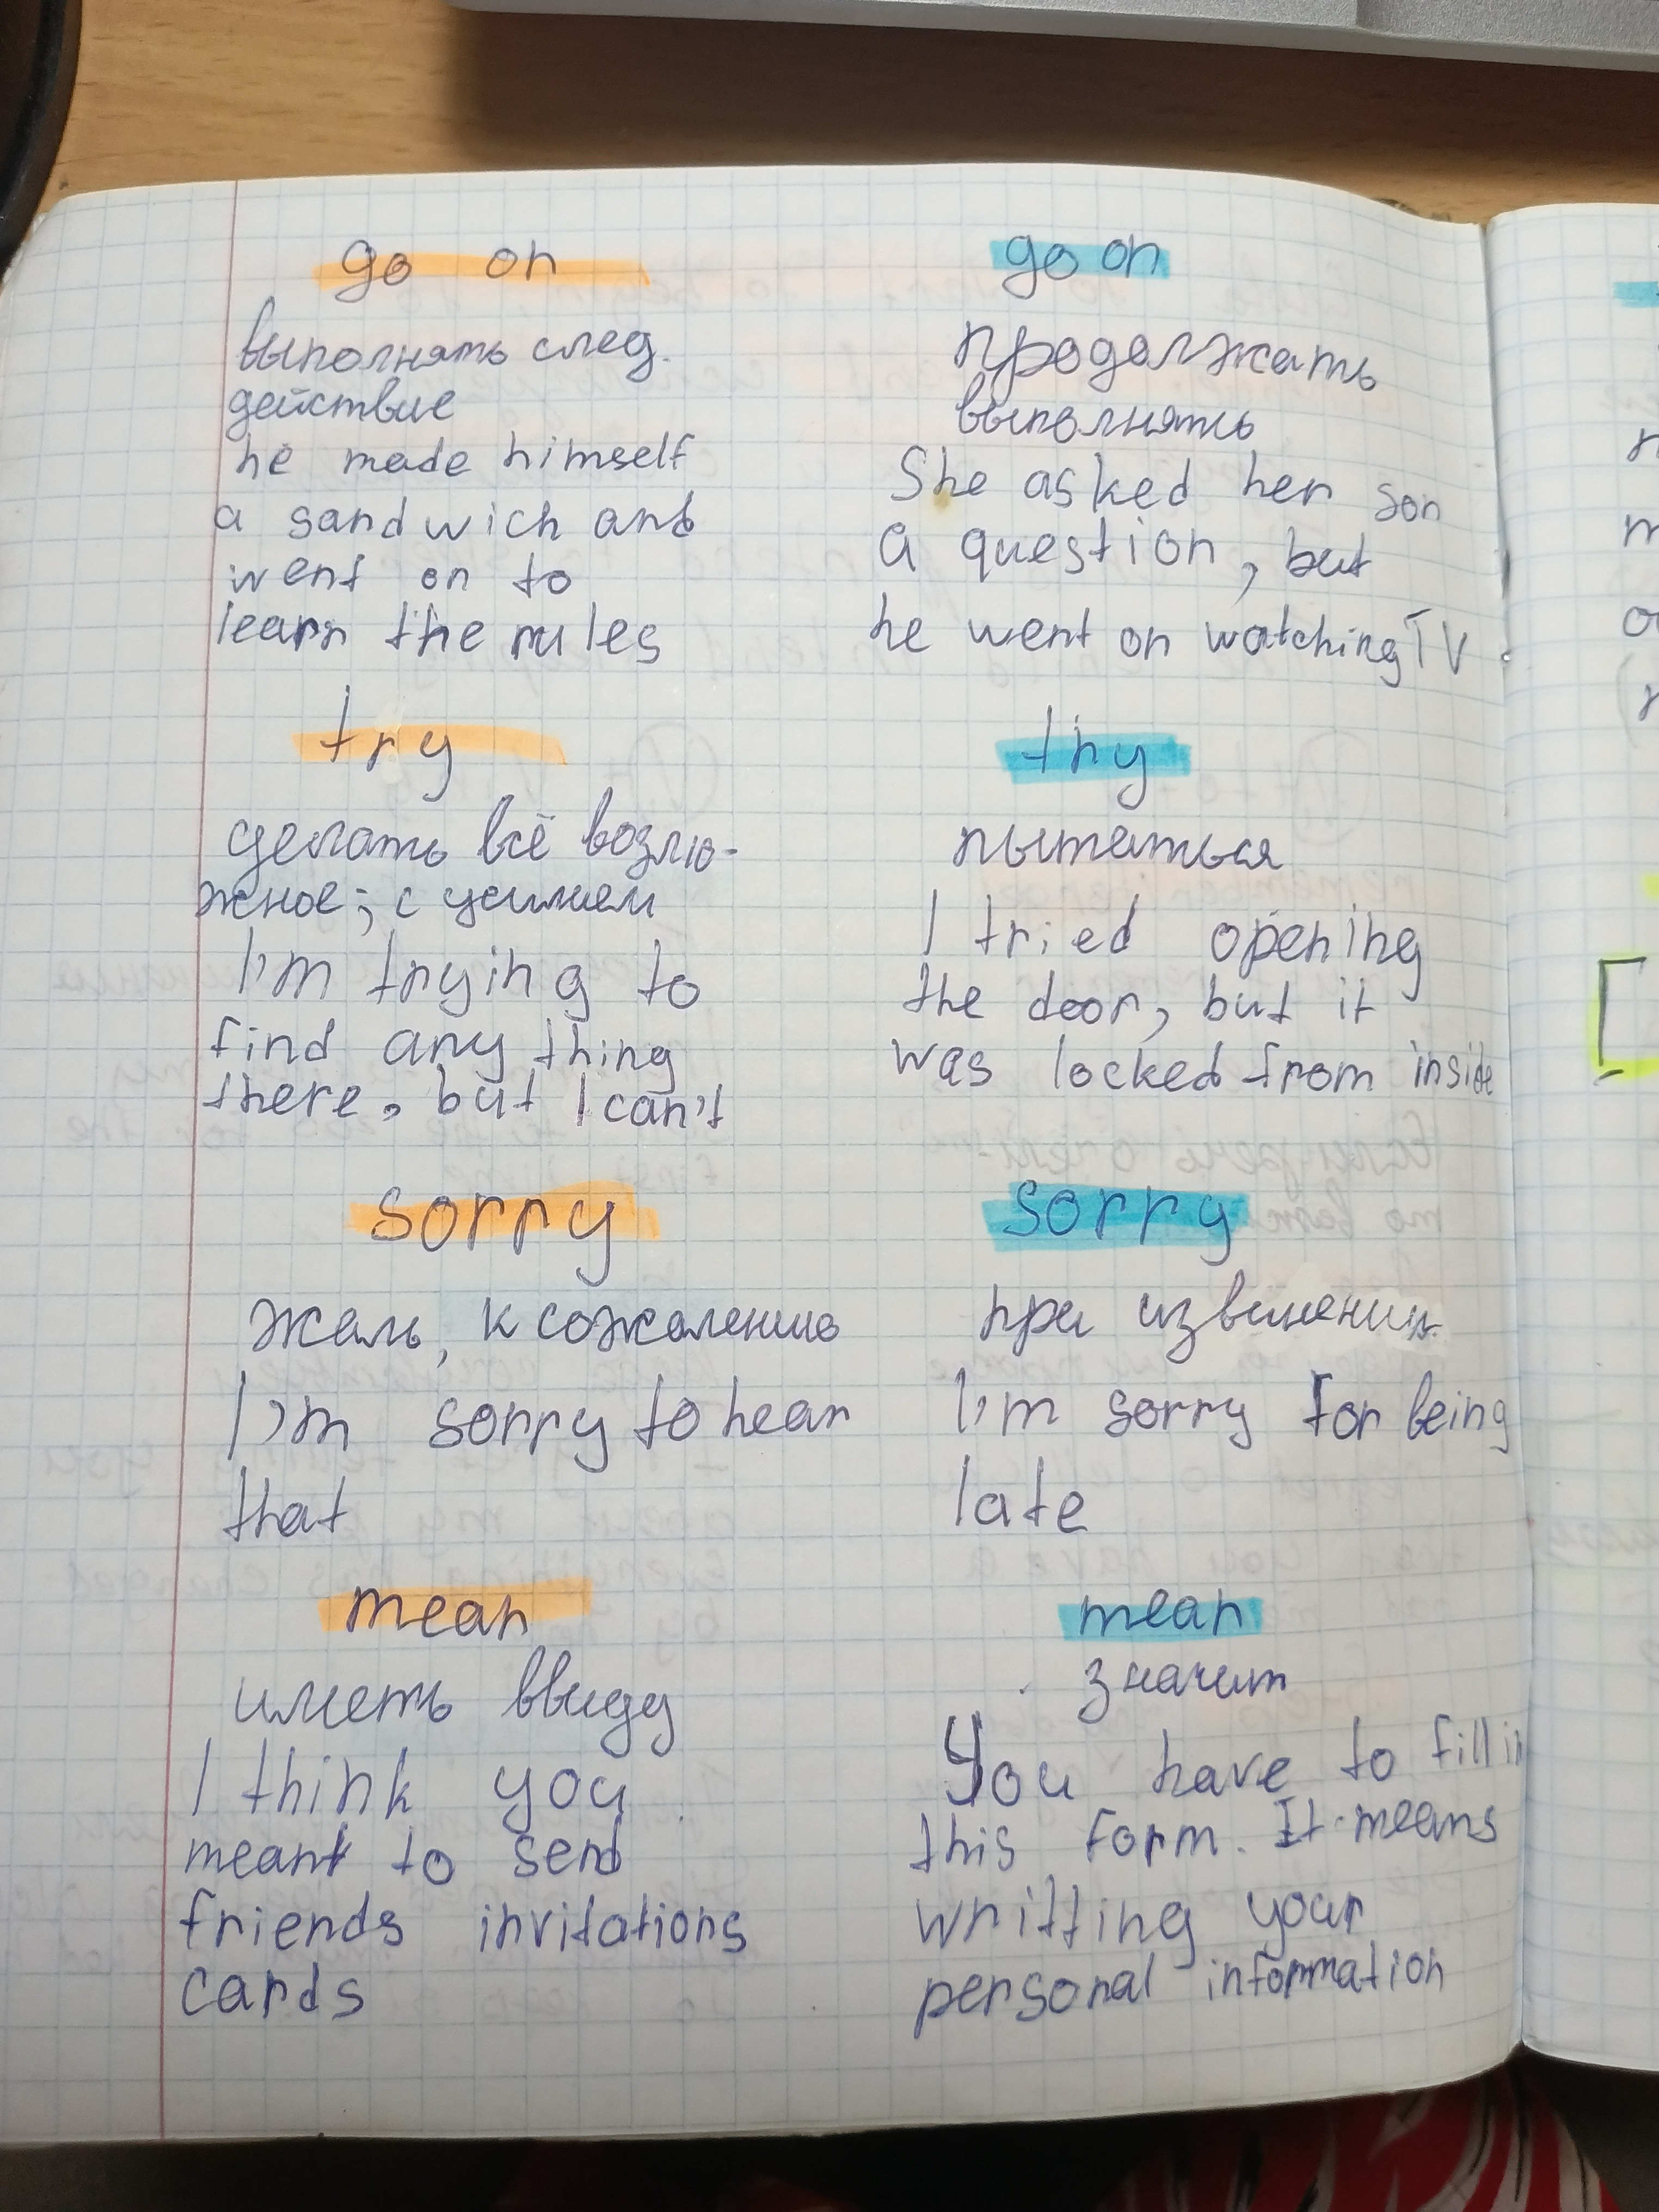 go on
выполнять след.
действие
he made himself
a sandwich and
went on to
learn the rules
try
сделать всё возмо-
жное; с усилием
I'm trying to
find any thing
there, but I can't
sorry
жаль, к сожалению
I'm sorry to hear
that
mean
иметь ввиду
I think you
meant to send
friends invitations
cards
go on
продолжать
выполнять
She asked her son
a question, but
he went on watching TV
try
пытаться
I tried opening
the door, but it
was locked from inside
sorry
при извинении
I'm sorry for being
late
mean
значит
You have to fill in
this form. It means
writting your
personal information